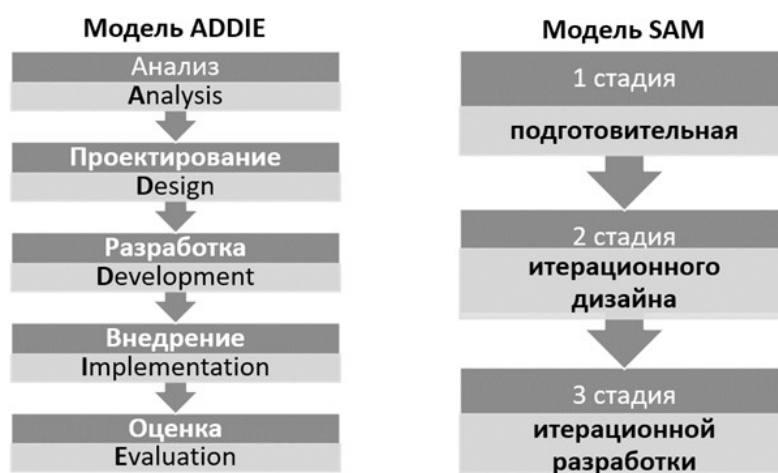 Модель ADDIE
Анализ
Analysis
Проектирование
Design
Разработка
Development
Внедрение
Implementation
Оценка
Evaluation
Модель SAM
1 стадия
подготовительная
2 стадия
итерационного
дизайна
3 стадия
итерационной
разработки